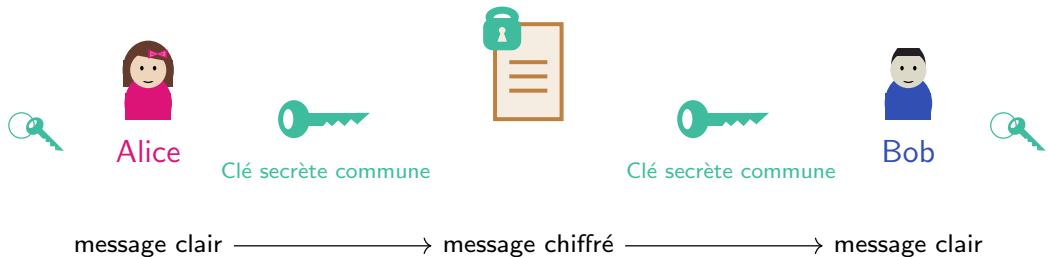 Alice
Bob
Clé secrète commune
Clé secrète commune
message clair
message chiffré
message clair